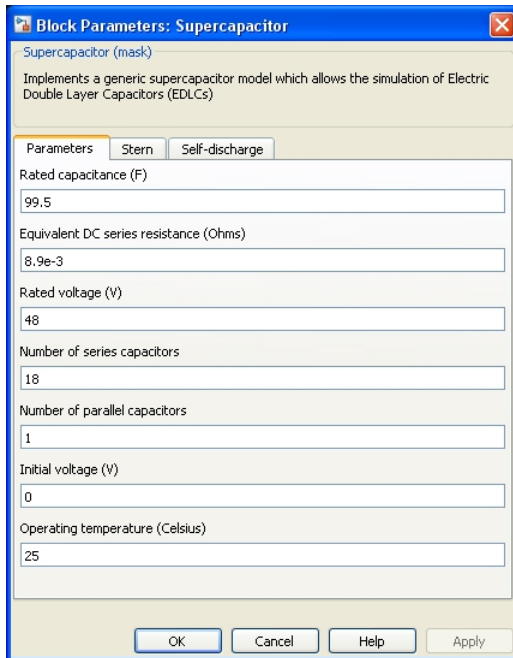 Block Parameters: Supercapacitor
Supercapacitor (mask)
Implements a generic supercapacitor model which allows the simulation of Electric
Double Layer Capacitors (EDLCs)
Parameters Stern Self-discharge
Rated capacitance (F)
99.5
Equivalent DC series resistance (Ohms)
8.9e-3
Rated voltage (V)
48
Number of series capacitors
18
Number of parallel capacitors
1
Initial voltage (V)
0
Operating temperature (Celsius)
25
OK Cancel Help Apply